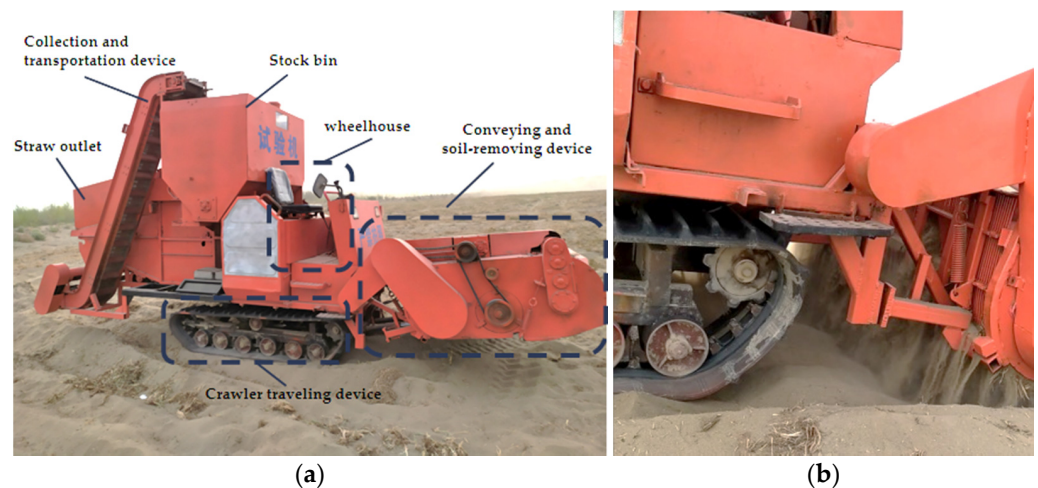 Collection and
transportation device
Stock bin
wheelhouse
Conveying and
soil-removing device
Straw outlet
试验机
Crawler traveling device
(a)
(b)